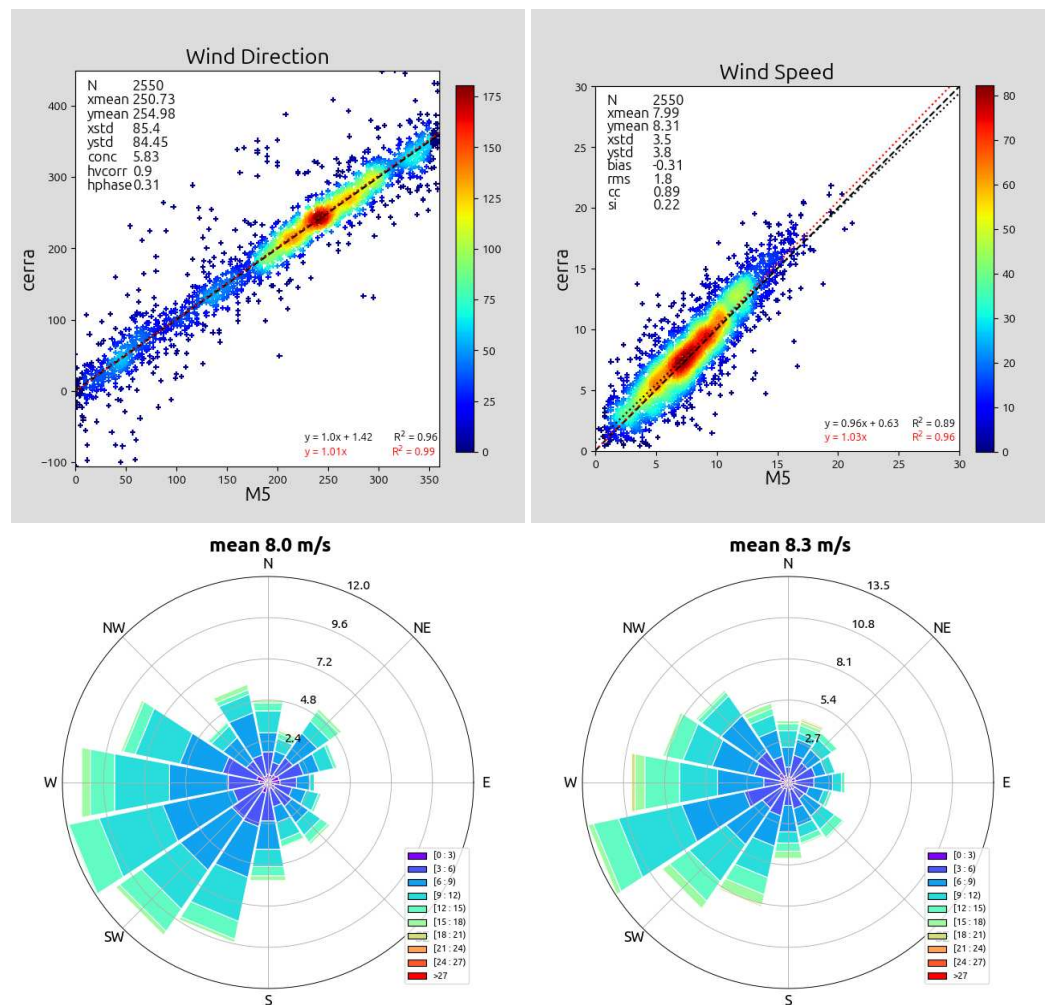 Wind Direction
N 2550
xmean 250.73
ymean 254.98
xstd 85.4
ystd 84.45
conc 5.83
hvcorr 0.9
hphase 0.31
400
300
200
100
0
−100
cerra
0 50 100 150 200 250 300 350
M5
y = 1.0x + 1.42 R² = 0.96
y = 1.01x R² = 0.99
175
150
125
100
75
50
25
0
Wind Speed
N 2550
xmean 7.99
ymean 8.31
xstd 3.5
ystd 3.8
bias -0.31
rms 1.8
cc 0.89
si 0.22
30
25
20
15
10
5
0
cerra
0 5 10 15 20 25 30
M5
y = 0.96x + 0.63 R² = 0.89
y = 1.03x R² = 0.96
80
70
60
50
40
30
20
10
0
mean 8.0 m/s
N
NE
E
S
SW
W
NW
12.0
9.6
7.2
4.8
2.4
[0 : 3)
[3 : 6)
[6 : 9)
[9 : 12)
[12 : 15)
[15 : 18)
[18 : 21)
[21 : 24)
[24 : 27)
>27
mean 8.3 m/s
N
NE
E
S
SW
W
NW
13.5
10.8
8.1
5.4
2.7
[0 : 3)
[3 : 6)
[6 : 9)
[9 : 12)
[12 : 15)
[15 : 18)
[18 : 21)
[21 : 24)
[24 : 27)
>27